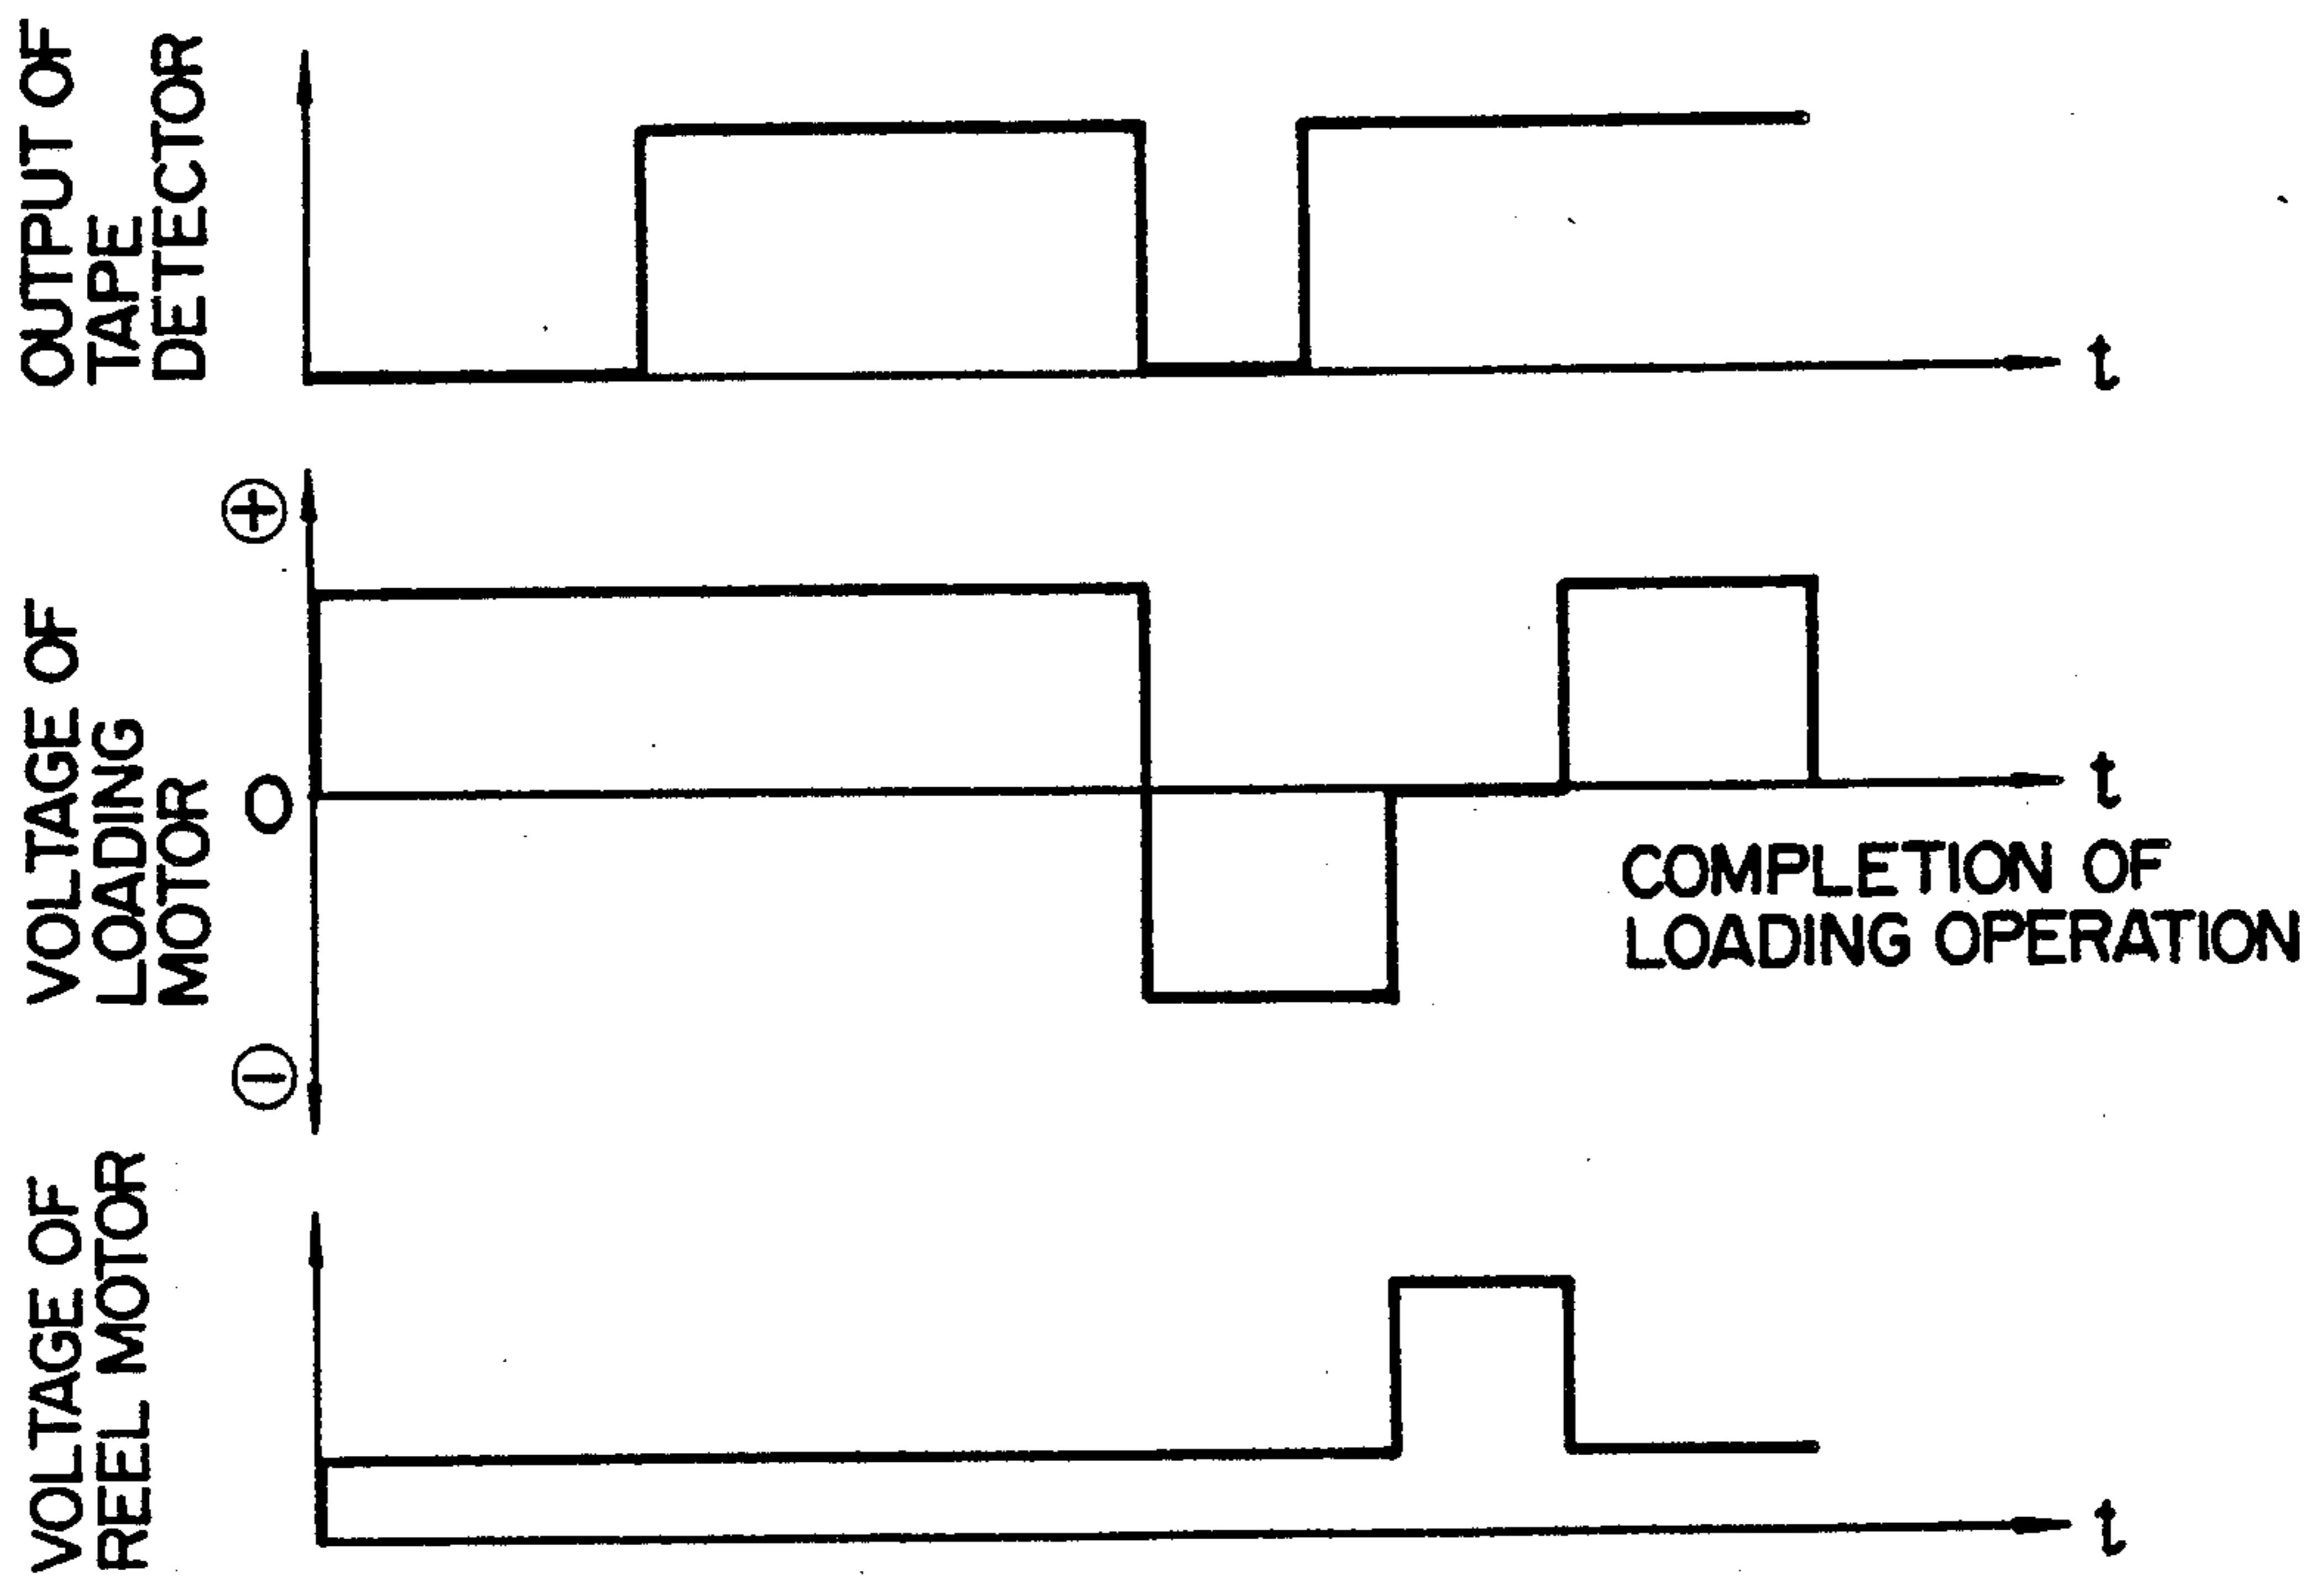 OUTPUT OF
TAPE
DETECTOR
t
⊕
VOLTAGE OF
LOADING
MOTOR
O
⊖
t
COMPLETION OF
LOADING OPERATION
VOLTAGE OF
REEL MOTOR
t